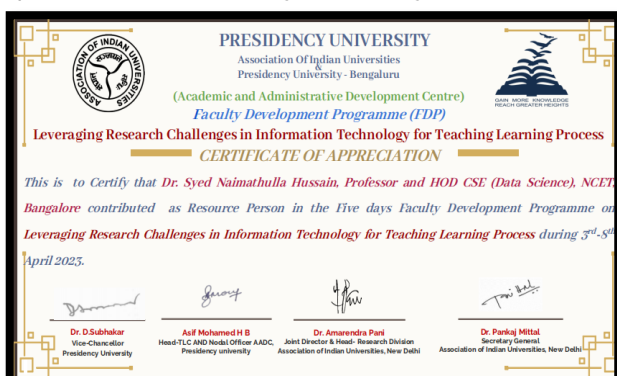 ASSOCIATION OF INDIAN UNIVERSITIES
PRESIDENCY UNIVERSITY
Association Of Indian Universities
&
Presidency University - Bengaluru
(Academic and Administrative Development Centre)
Faculty Development Programme (FDP)
GAIN MORE KNOWLEDGE
REACH GREATER HEIGHTS
Leveraging Research Challenges in Information Technology for Teaching Learning Process
CERTIFICATE OF APPRECIATION
This is to Certify that Dr. Syed Naimathulla Hussain, Professor and HOD CSE (Data Science), NCET,
Bangalore contributed as Resource Person in the Five days Faculty Development Programme on
Leveraging Research Challenges in Information Technology for Teaching Learning Process during 3rd-8th
April 2023.
Dr. D.Subhakar
Vice-Chancellor
Presidency University
Asif Mohamed H B
Head-TLC AND Nodal Officer AADC,
Presidency university
Dr. Amarendra Pani
Joint Director & Head- Research Division
Association of Indian Universities, New Delhi
Dr. Pankaj Mittal
Secretary General
Association of Indian Universities, New Delhi